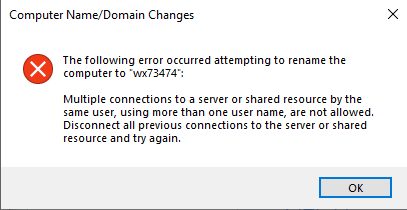 Computer Name/Domain Changes
The following error occurred attempting to rename the
computer to "wx73474":
Multiple connections to a server or shared resource by the
same user, using more than one user name, are not allowed.
Disconnect all previous connections to the server or shared
resource and try again.
OK